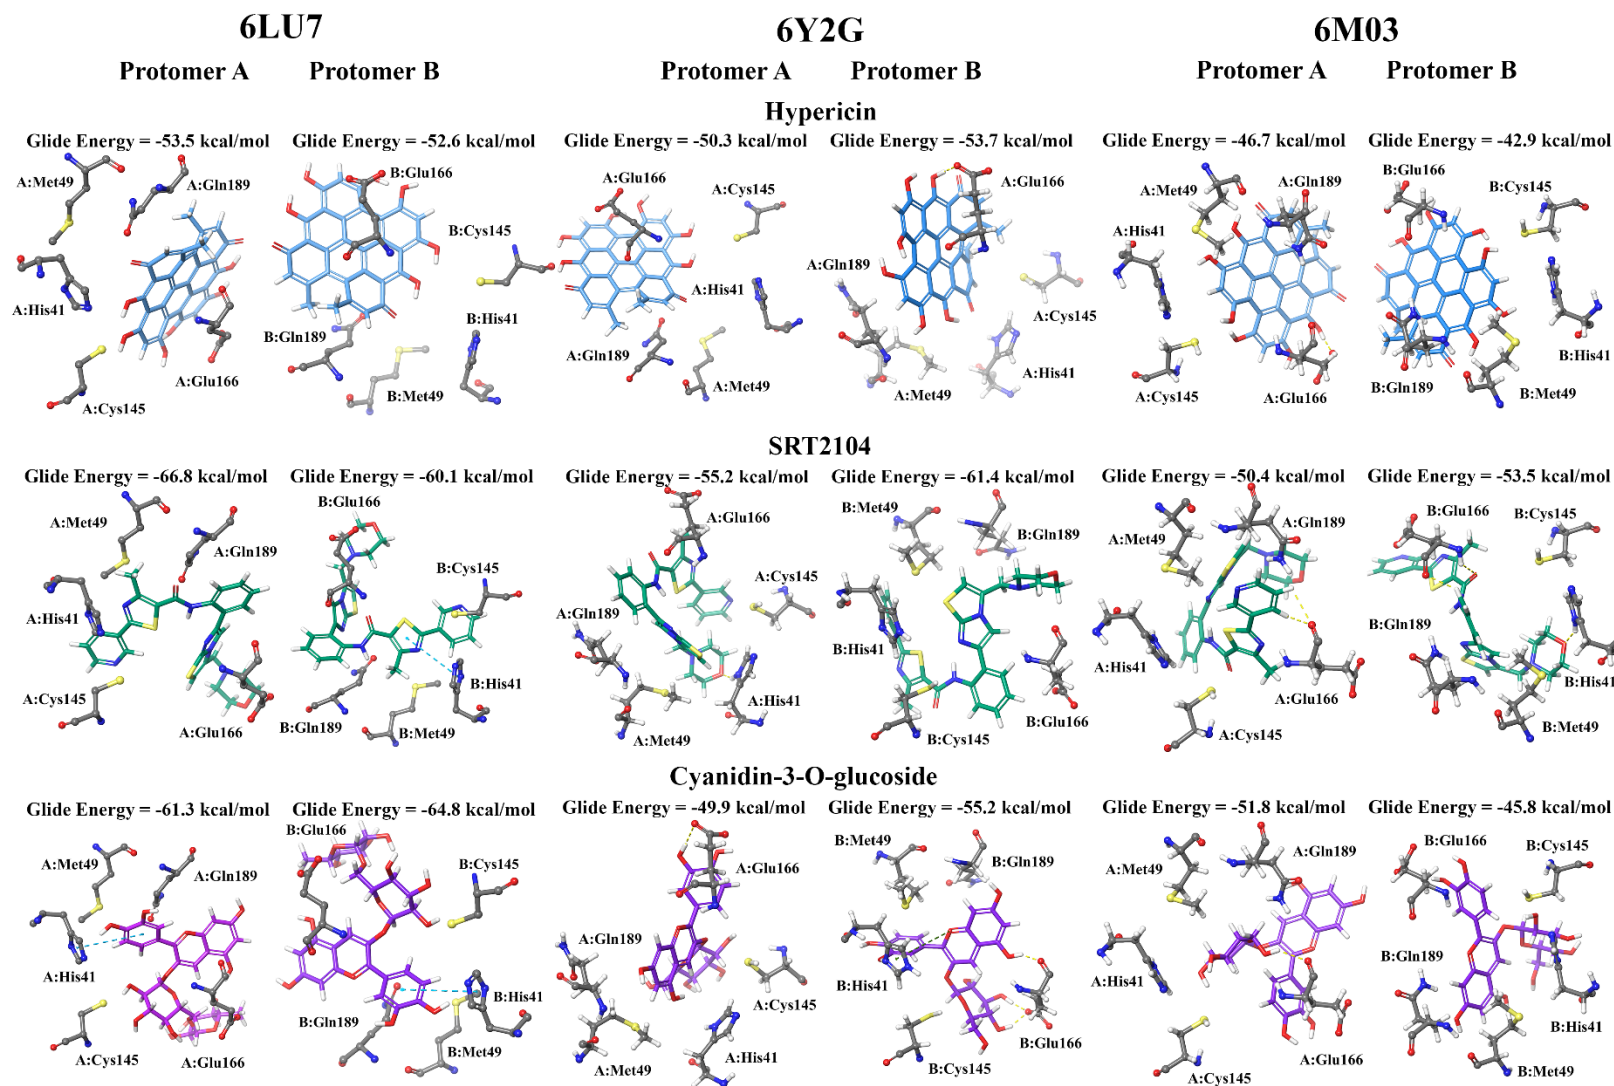 6LU7 6Y2G 6M03
Protomer A Protomer B Protomer A Protomer B Protomer A Protomer B
Hypericin
Glide Energy = -53.5 kcal/mol Glide Energy = -52.6 kcal/mol Glide Energy = -50.3 kcal/mol Glide Energy = -53.7 kcal/mol Glide Energy = -46.7 kcal/mol Glide Energy = -42.9 kcal/mol
A:Met49
A:Gln189
A:His41
A:Glu166
A:Cys145
B:Glu166
B:Cys145
B:Gln189
B:His41
B:Met49
A:Glu166
A:Cys145
A:His41
A:Gln189
A:Met49
A:Glu166
A:Gln189
A:Cys145
A:His41
A:Met49
A:Met49
A:Gln189
A:His41
A:Cys145
A:Glu166
B:Glu166
B:Cys145
B:His41
B:Gln189
B:Met49
SRT2104
Glide Energy = -66.8 kcal/mol Glide Energy = -60.1 kcal/mol Glide Energy = -55.2 kcal/mol Glide Energy = -61.4 kcal/mol Glide Energy = -50.4 kcal/mol Glide Energy = -53.5 kcal/mol
A:Met49
A:Gln189
A:His41
A:Cys145
A:Glu166
B:Glu166
B:Cys145
B:His41
B:Gln189
B:Met49
A:Glu166
A:Cys145
A:Gln189
A:His41
A:Met49
B:Met49
B:Gln189
B:His41
B:Glu166
B:Cys145
A:Met49
A:Gln189
A:His41
A:Glu166
A:Cys145
B:Glu166
B:Cys145
B:Gln189
B:His41
B:Met49
Cyanidin-3-O-glucoside
Glide Energy = -61.3 kcal/mol Glide Energy = -64.8 kcal/mol Glide Energy = -49.9 kcal/mol Glide Energy = -55.2 kcal/mol Glide Energy = -51.8 kcal/mol Glide Energy = -45.8 kcal/mol
A:Met49
A:Gln189
A:His41
A:Cys145
A:Glu166
B:Glu166
B:Cys145
B:His41
B:Gln189
B:Met49
A:Glu166
A:Gln189
A:Cys145
A:His41
A:Met49
B:Met49
B:Gln189
B:His41
B:Glu166
B:Cys145
A:Met49
A:Gln189
A:His41
A:Glu166
A:Cys145
B:Glu166
B:Cys145
B:Gln189
B:His41
B:Met49